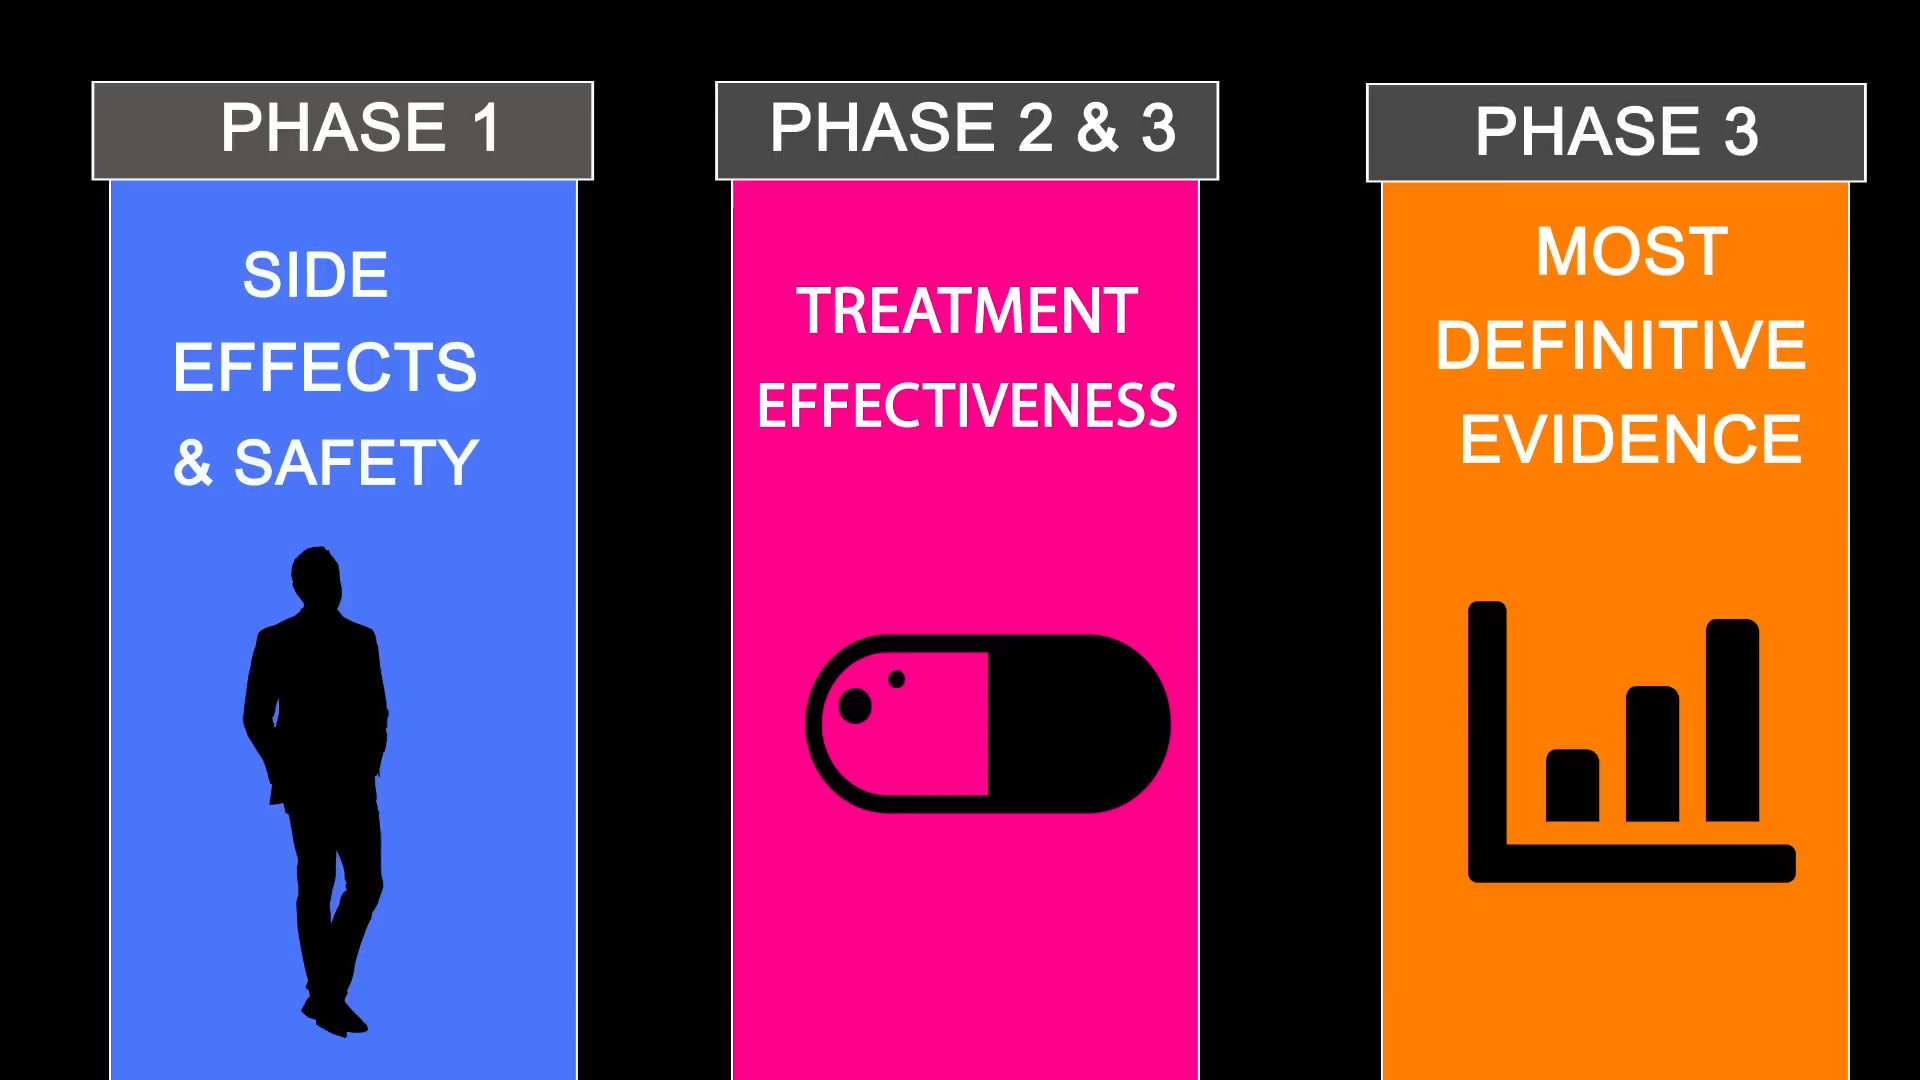 PHASE 1
SIDE
EFFECTS
& SAFETY
PHASE 2 & 3
TREATMENT
EFFECTIVENESS
PHASE 3
MOST
DEFINITIVE
EVIDENCE